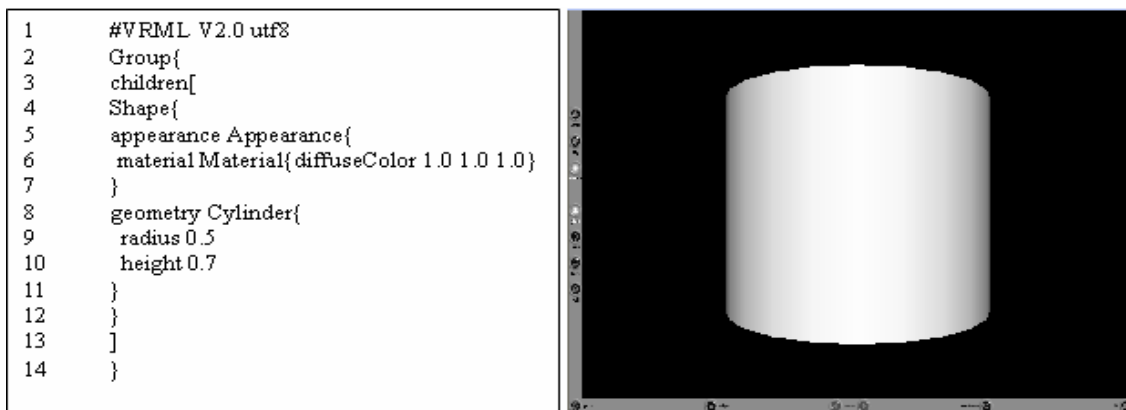 1 #VRML V2.0 utf8
2 Group{
3 children[
4 Shape{
5 appearance Appearance{
6 material Material{diffuseColor 1.0 1.0 1.0}
7 }
8 geometry Cylinder{
9 radius 0.5
10 height 0.7
11 }
12 }
13 ]
14 }